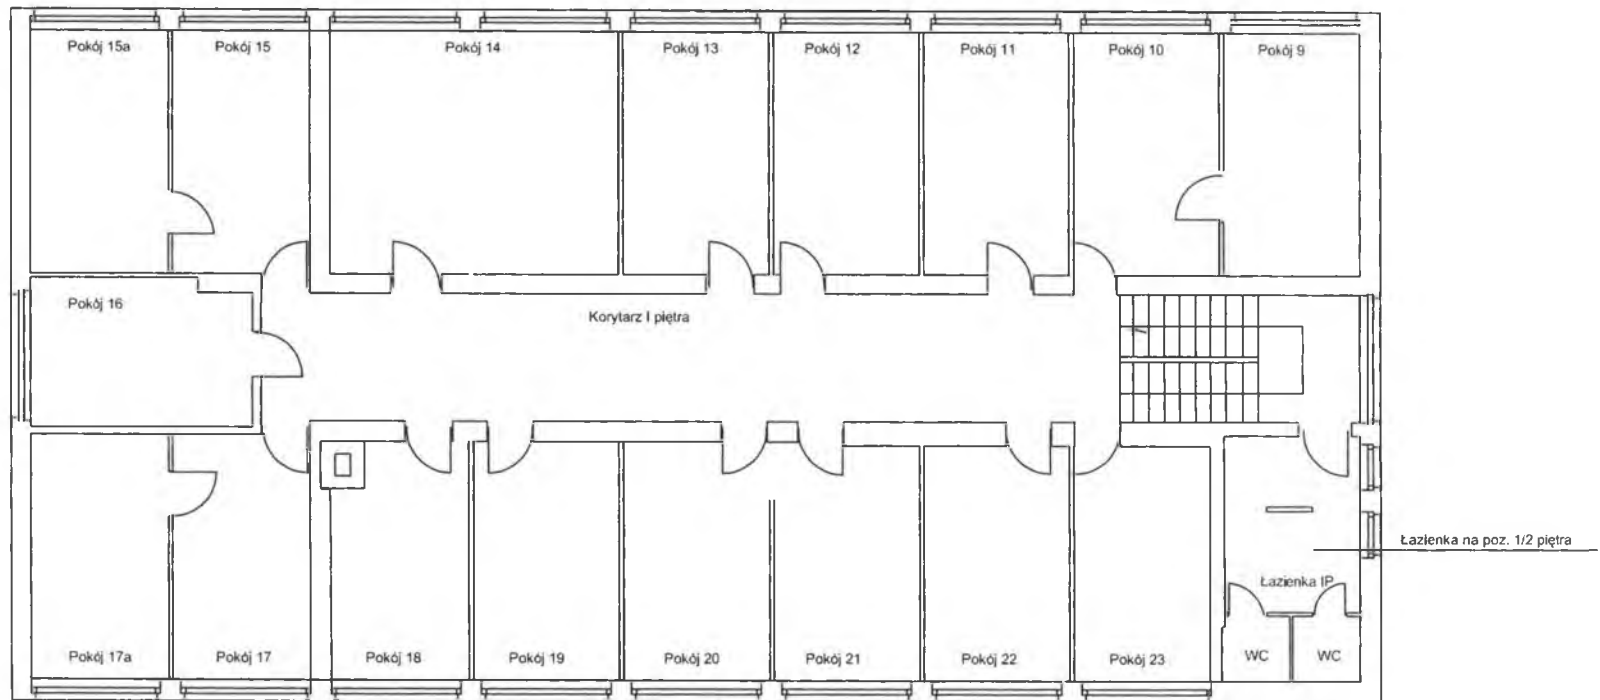 Pokój 15a
Pokój 15
Pokój 14
Pokój 13
Pokój 12
Pokój 11
Pokój 10
Pokój 9
Pokój 16
Korytarz I piętra
Łazienka na poz. 1/2 piętra
Łazienka IP
Pokój 17a
Pokój 17
Pokój 18
Pokój 19
Pokój 20
Pokój 21
Pokój 22
Pokój 23
WC
WC